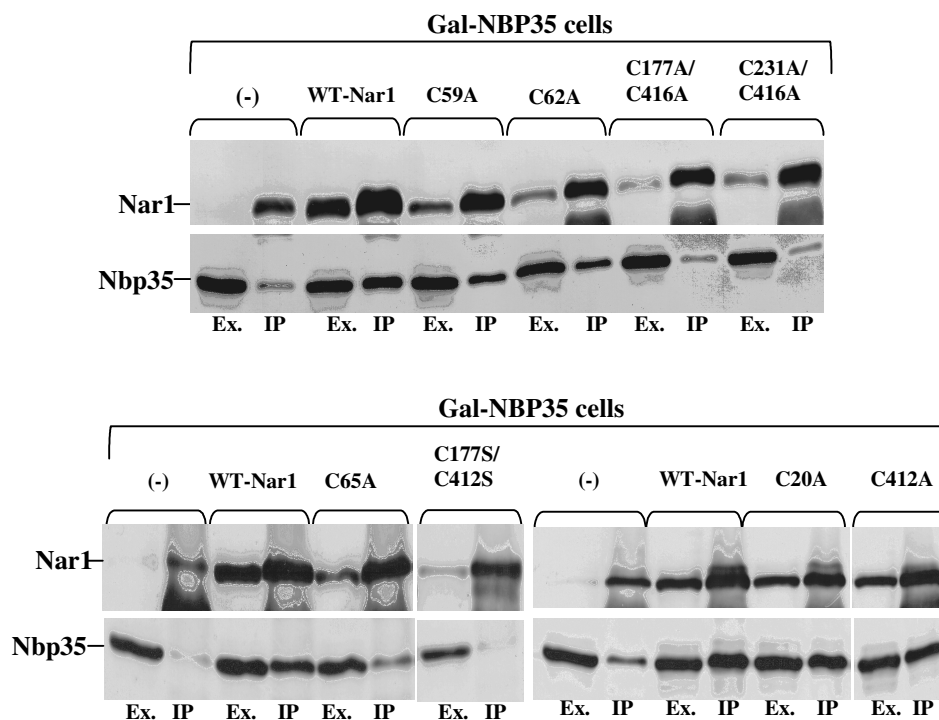 Gal-NBP35 cells
(-) WT-Nar1 C59A C62A C177A/ C416A C231A/ C416A
Nar1
Nbp35
Ex. IP Ex. IP Ex. IP Ex. IP Ex. IP Ex. IP
Gal-NBP35 cells
(-) WT-Nar1 C65A C177S/ C412S (-) WT-Nar1 C20A C412A
Nar1
Nbp35
Ex. IP Ex. IP Ex. IP Ex. IP Ex. IP Ex. IP Ex. IP Ex. IP